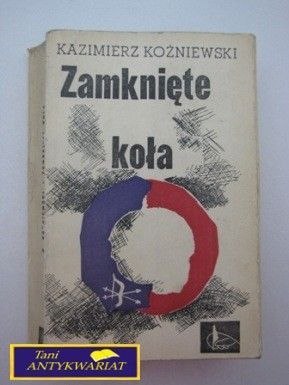 KAZIMIERZ KOŹNIEWSKI
Zamknięte
koła
Tani
ANTYKWARIAT